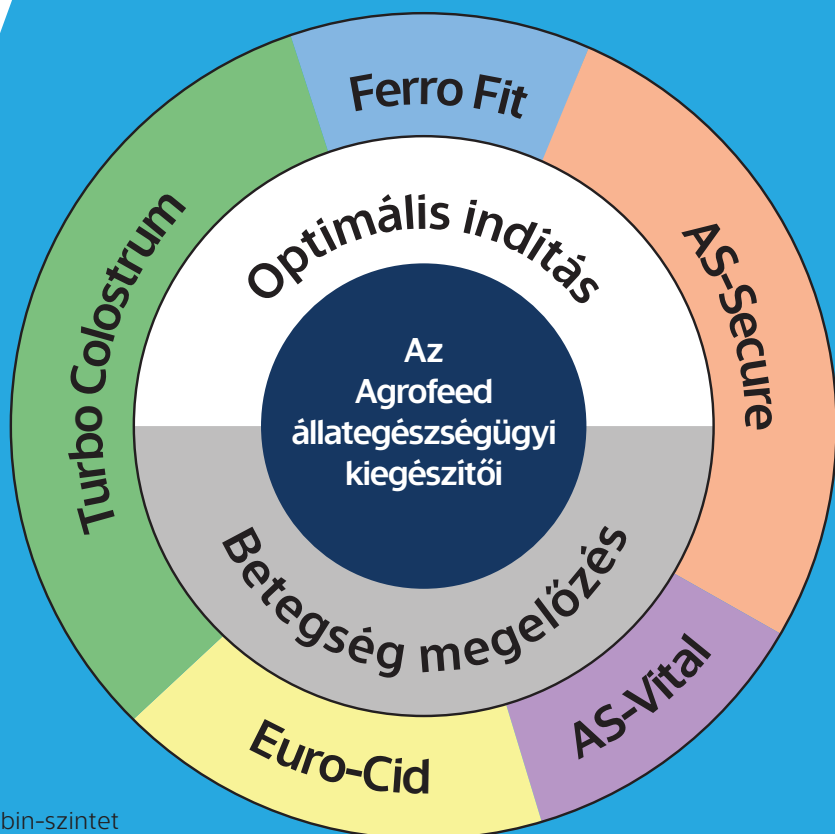 Ferro Fit
AS-Secure
AS-Vital
Euro-Cid
Turbo Colostrum
Optimális indítás
Betegség megelőzés
Az
Agrofeed
állategészségügyi
kiegészítői
bin-szintet